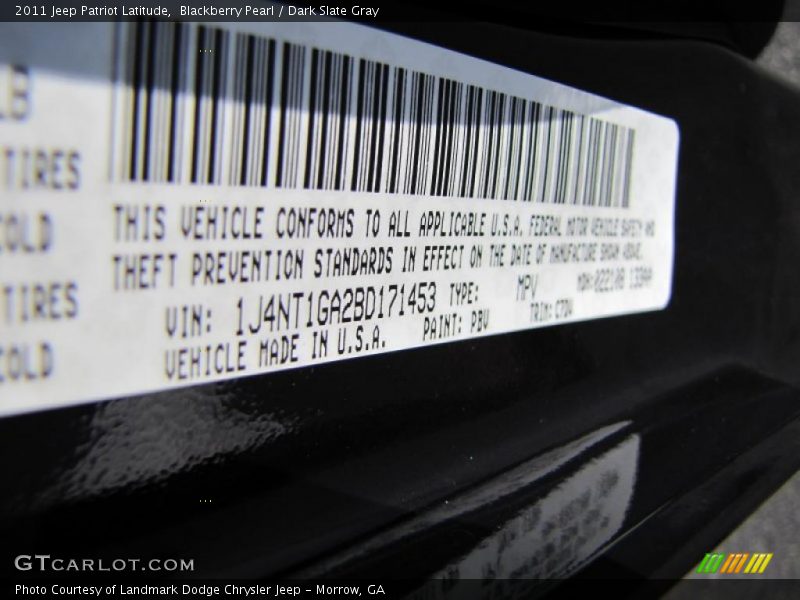 2011 Jeep Patriot Latitude, Blackberry Pearl / Dark Slate Gray
LB
TIRES
COLD
TIRES
COLD
THIS VEHICLE CONFORMS TO ALL APPLICABLE U.S.A. FEDERAL MOTOR VEHICLE SAFETY AND
THEFT PREVENTION STANDARDS IN EFFECT ON THE DATE OF MANUFACTURE SHOWN ABOVE.
VIN: 1J4NT1GA2BD171453 TYPE: MPV
VEHICLE MADE IN U.S.A. PAINT: PBV TRIM:
GTCARLOT.COM
Photo Courtesy of Landmark Dodge Chrysler Jeep – Morrow, GA